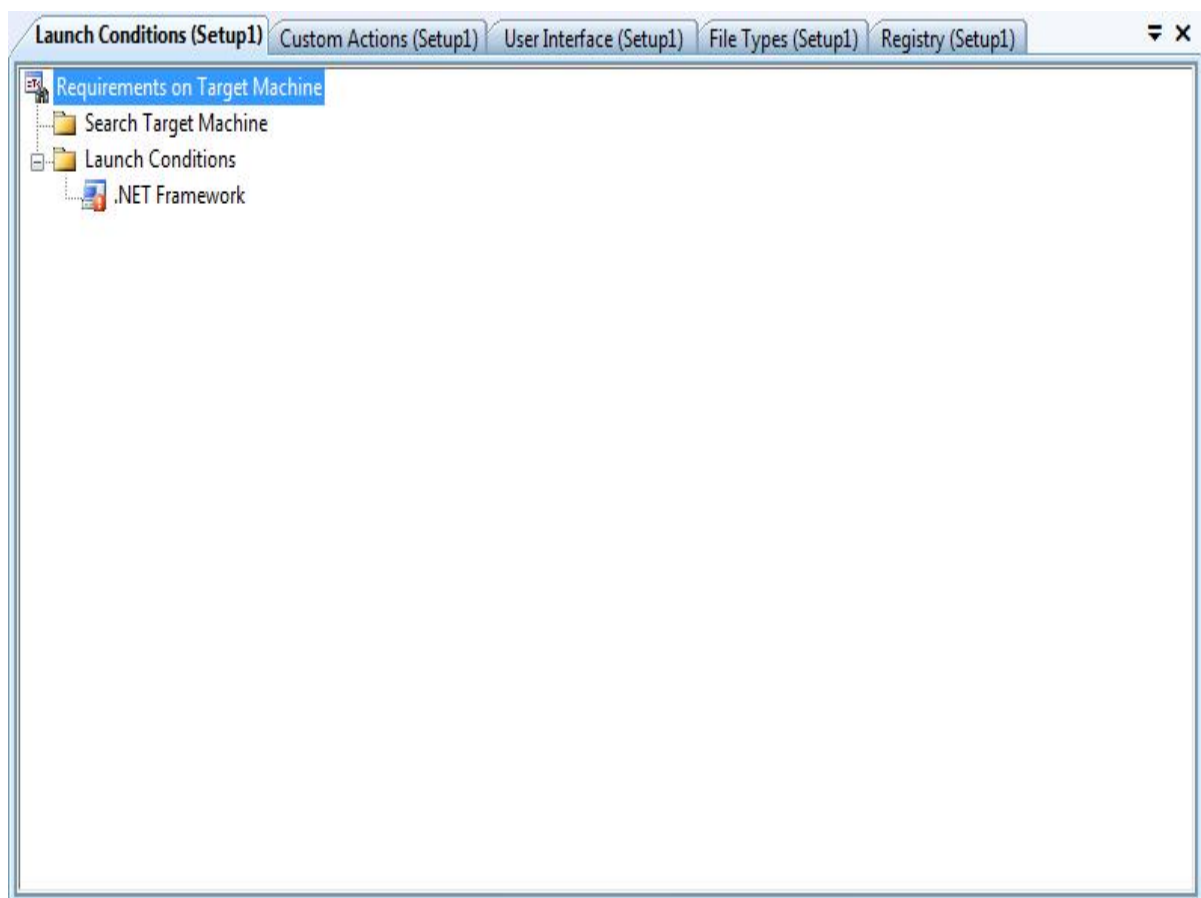 Launch Conditions (Setup1) Custom Actions (Setup1) User Interface (Setup1) File Types (Setup1) Registry (Setup1)
Requirements on Target Machine
Search Target Machine
Launch Conditions
.NET Framework